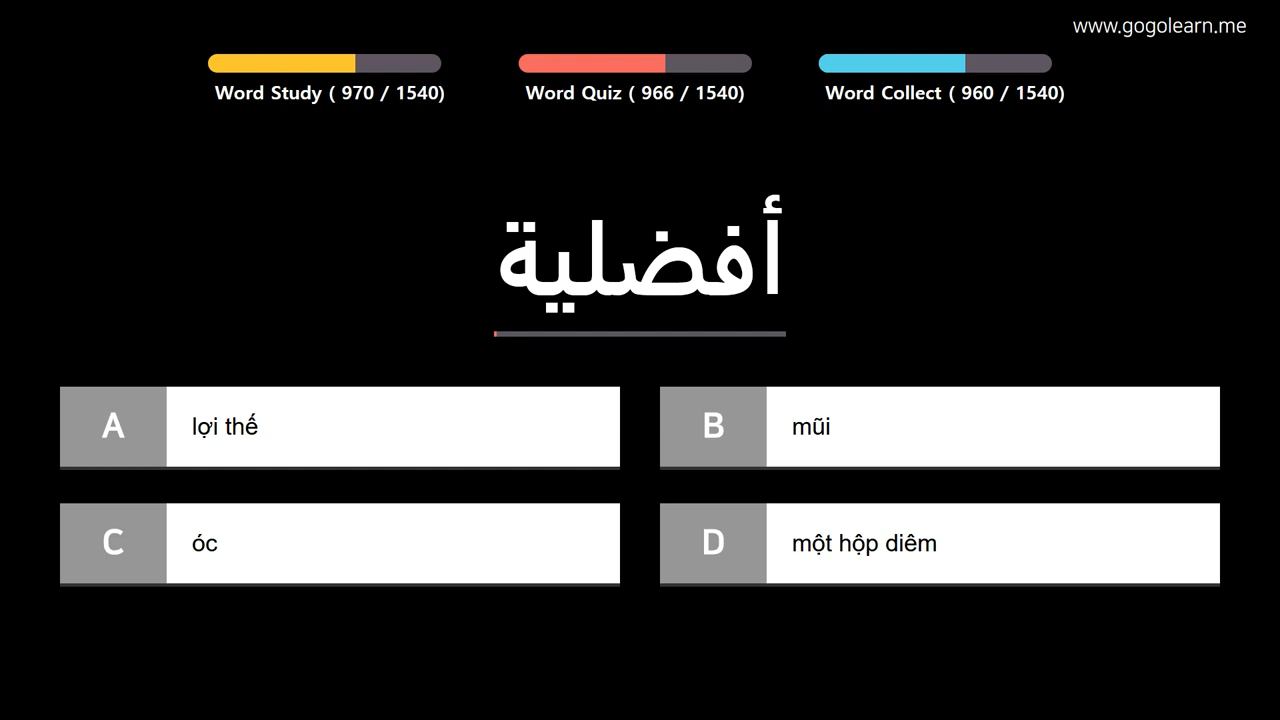 www.gogolearn.me
Word Study ( 970 / 1540)
Word Quiz ( 966 / 1540)
Word Collect ( 960 / 1540)
أفضلية
A
lợi thế
B
mũi
C
óc
D
một hộp diêm